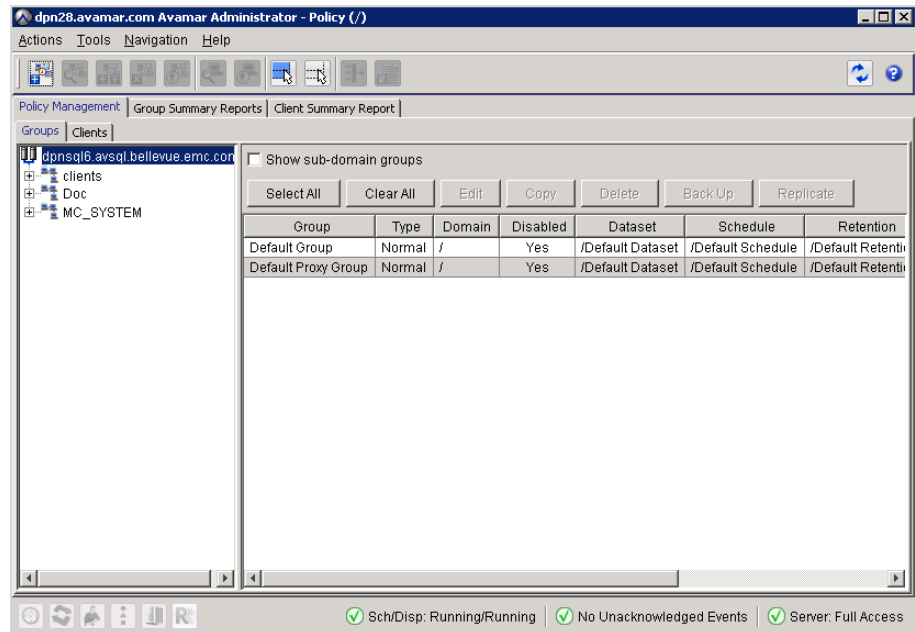 dpn28.avamar.com Avamar Administrator - Policy (/)
Actions Tools Navigation Help
Policy Management Group Summary Reports Client Summary Report
Groups Clients
dpnsql6.avsql.bellevue.emc.con
clients
Doc
MC_SYSTEM
Show sub-domain groups
Select All Clear All Edit Copy Delete Back Up Replicate
Group Type Domain Disabled Dataset Schedule Retention
Default Group Normal / Yes /Default Dataset /Default Schedule /Default Retenti
Default Proxy Group Normal / Yes /Default Dataset /Default Schedule /Default Retenti
Sch/Disp: Running/Running No Unacknowledged Events Server: Full Access